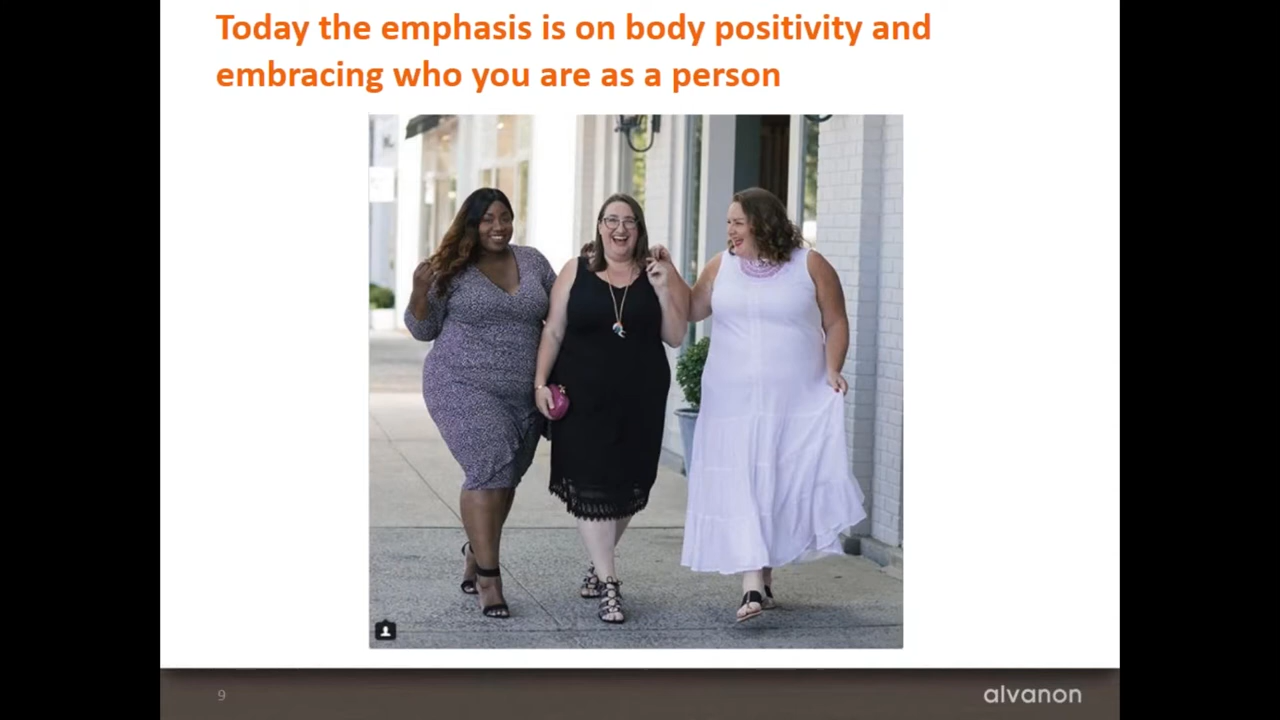 Today the emphasis is on body positivity and
embracing who you are as a person
9
alvanon